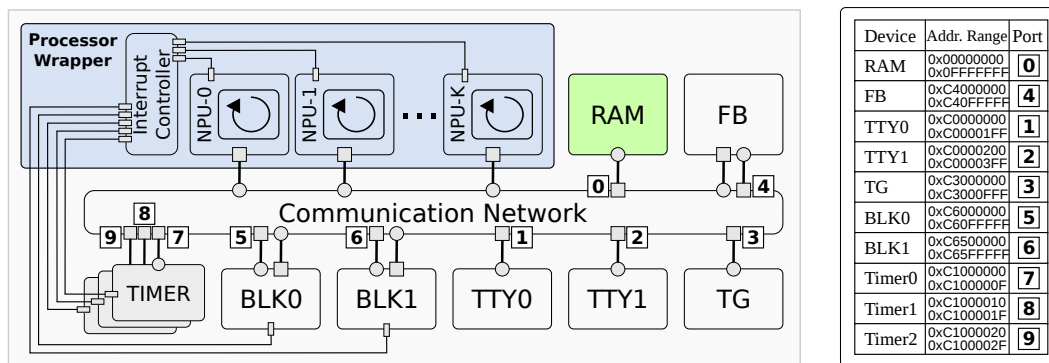 Processor
Wrapper
Interrupt
Controller
NPU-0
NPU-1
NPU-K
RAM
FB
0
4
Communication Network
8
9
7
5
6
1
2
3
TIMER
BLK0
BLK1
TTY0
TTY1
TG
Device Addr. Range Port
RAM 0x00000000 0
0x0FFFFFFF
FB 0xC4000000 4
0xC40FFFFF
TTY0 0xC0000000 1
0xC00001FF
TTY1 0xC0000200 2
0xC00003FF
TG 0xC3000000 3
0xC3000FFF
BLK0 0xC6000000 5
0xC60FFFFF
BLK1 0xC6500000 6
0xC65FFFFF
Timer0 0xC1000000 7
0xC100000F
Timer1 0xC1000010 8
0xC100001F
Timer2 0xC1000020 9
0xC100002F